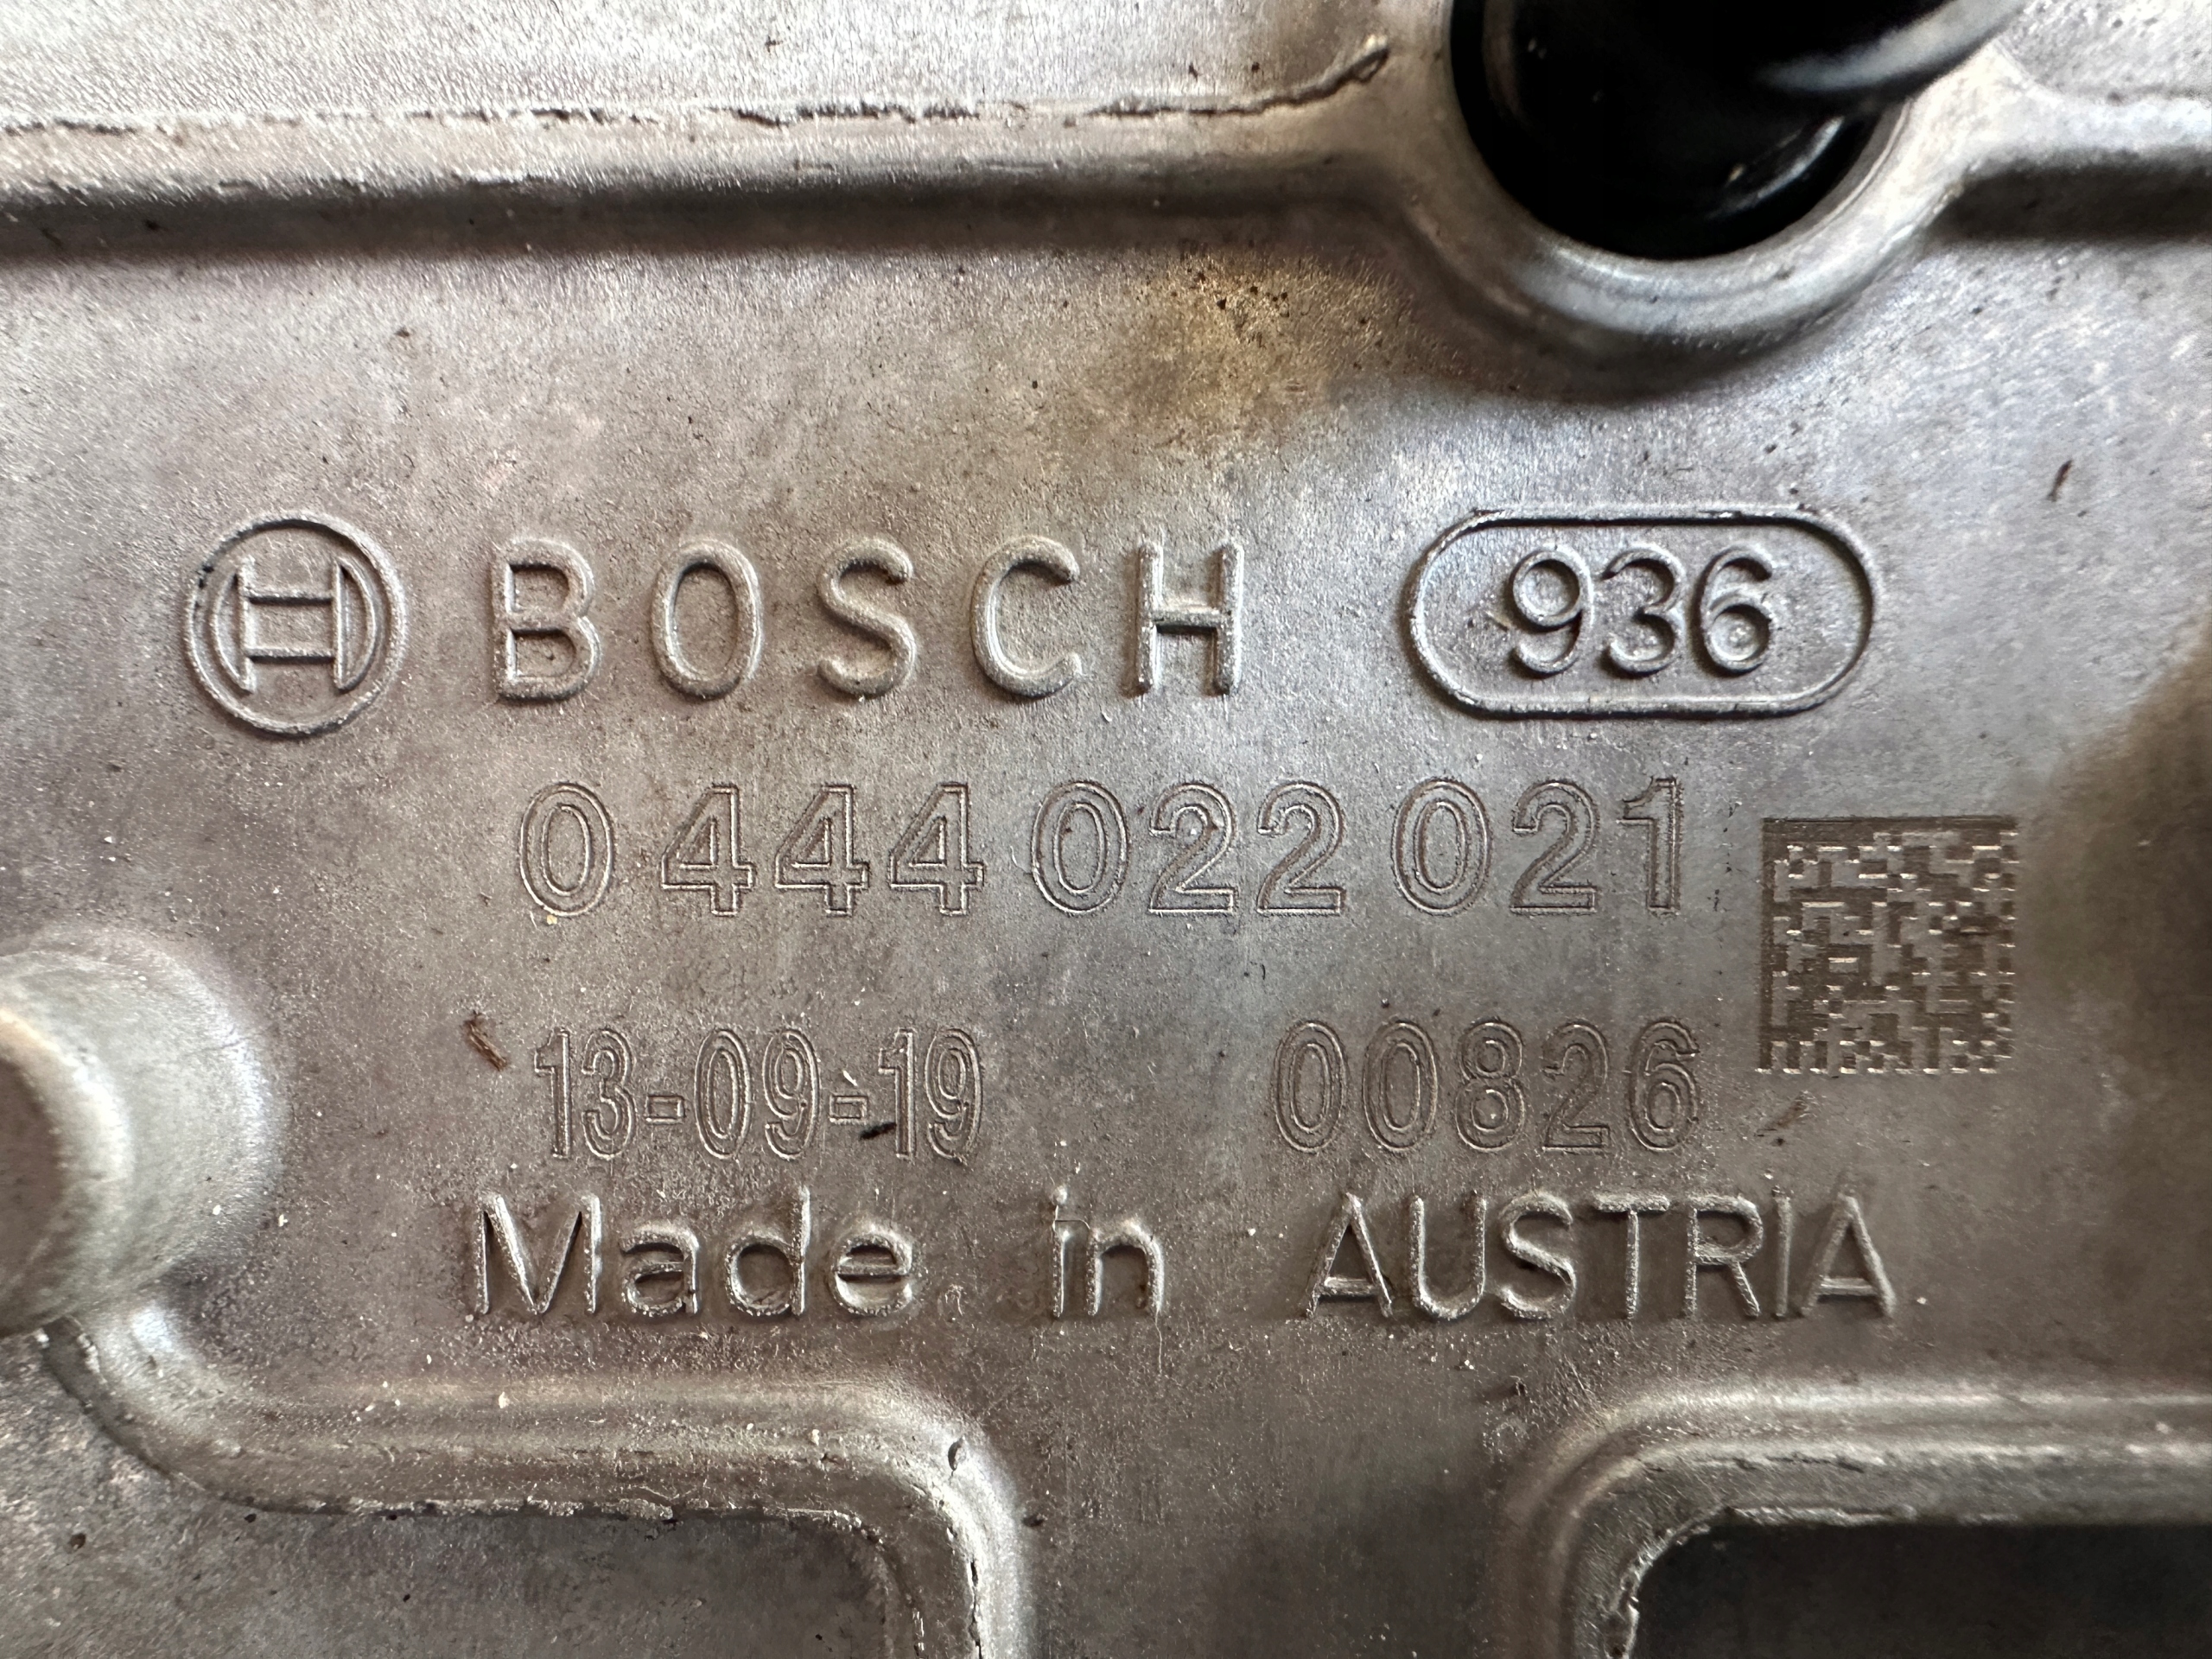 BOSCH 936
0 444 022 021
13-09-19 00826
Made in AUSTRIA